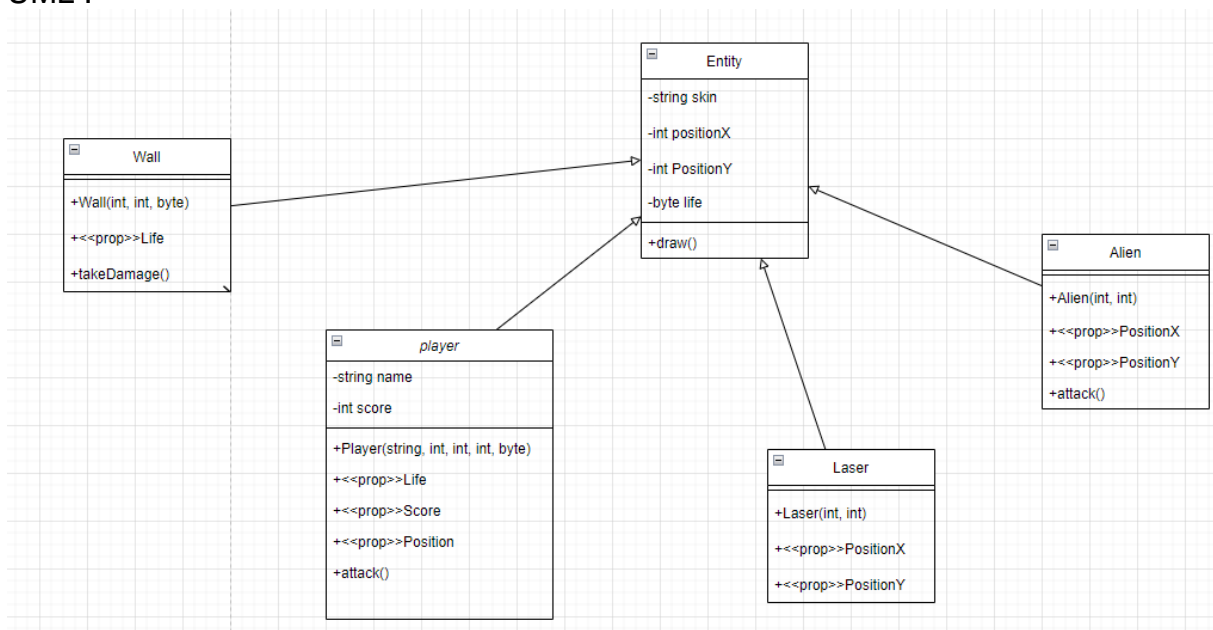 Entity
-string skin
-int positionX
-int PositionY
-byte life
+draw()
Wall
+Wall(int, int, byte)
+<<prop>>Life
+takeDamage()
player
-string name
-int score
+Player(string, int, int, int, byte)
+<<prop>>Life
+<<prop>>Score
+<<prop>>Position
+attack()
Alien
+Alien(int, int)
+<<prop>>PositionX
+<<prop>>PositionY
+attack()
Laser
+Laser(int, int)
+<<prop>>PositionX
+<<prop>>PositionY